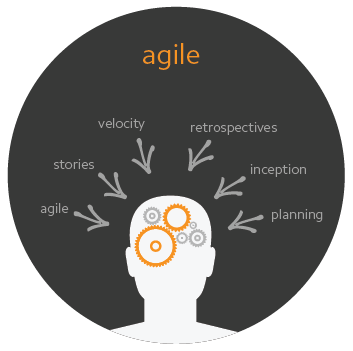 agile
velocity
retrospectives
stories
inception
agile
planning